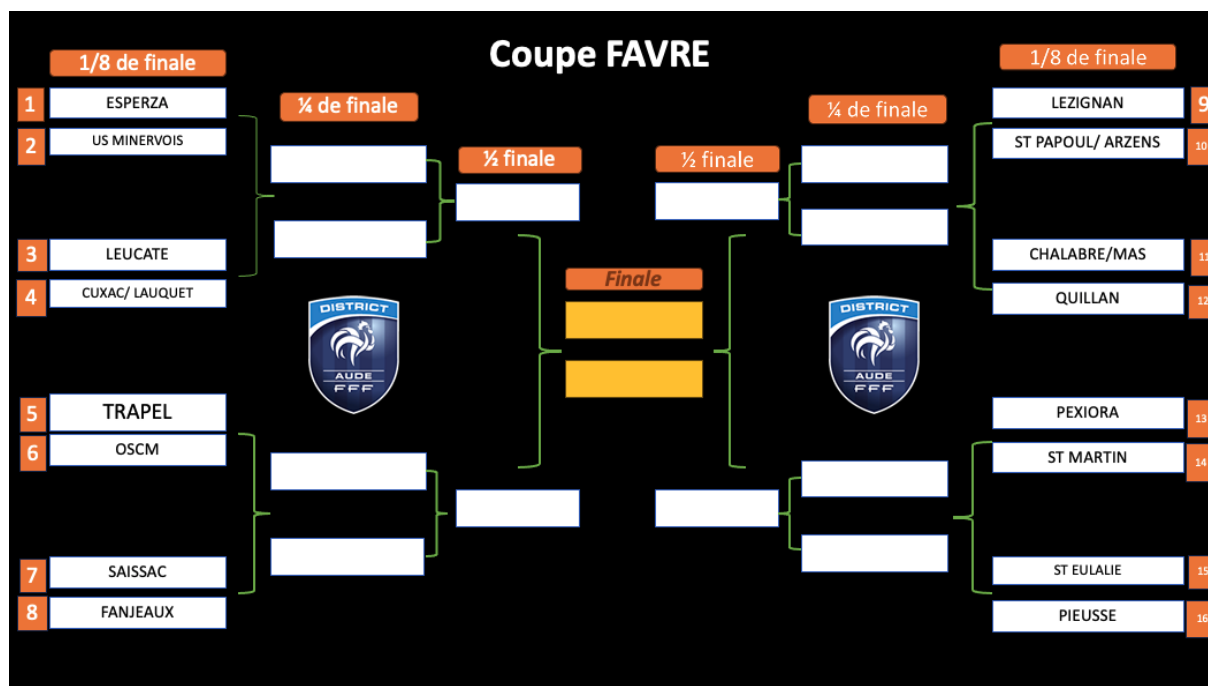 Coupe FAVRE
1/8 de finale
1 ESPERZA
2 US MINERVOIS
3 LEUCATE
4 CUXAC/ LAUQUET
5 TRAPEL
6 OSCM
7 SAISSAC
8 FANJEAUX
¼ de finale
½ finale
Finale
½ finale
¼ de finale
1/8 de finale
LEZIGNAN 9
ST PAPOUL/ ARZENS 10
CHALABRE/MAS 11
QUILLAN 12
PEXIORA 13
ST MARTIN 14
ST EULALIE 15
PIEUSSE 16
DISTRICT
AUDE
FFF
DISTRICT
AUDE
FFF